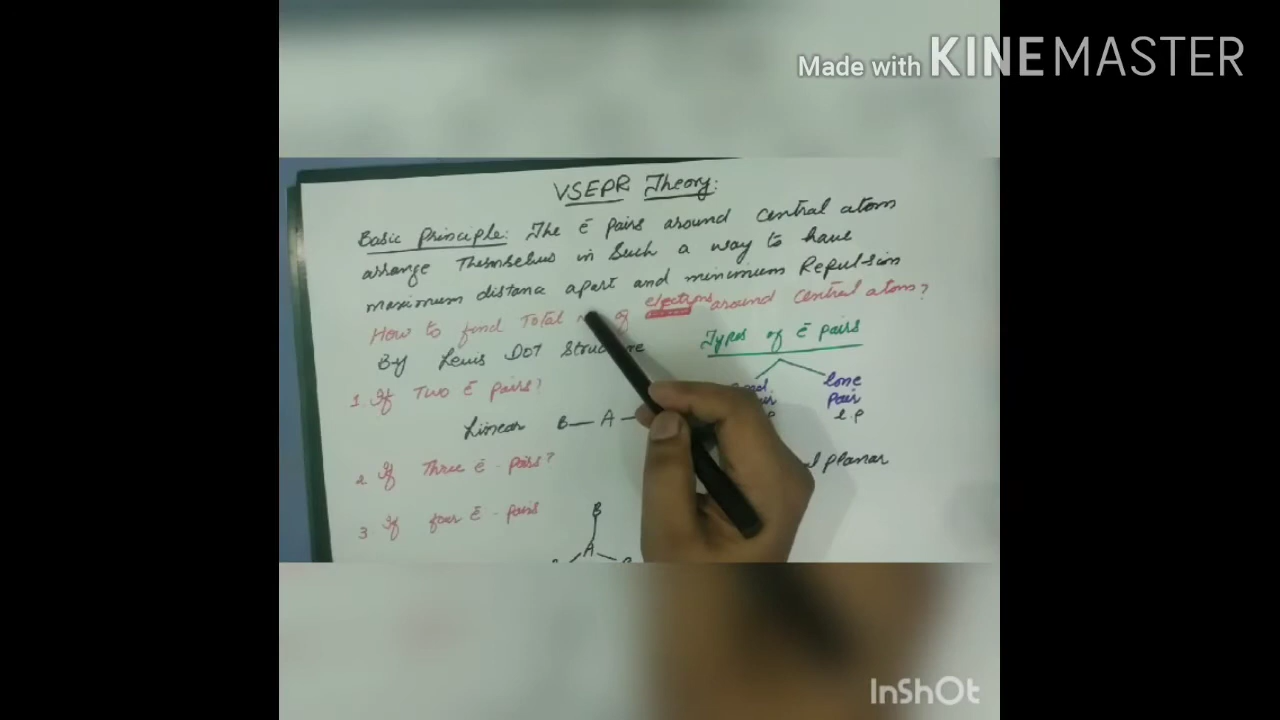 Made with KINEMASTER
VSEPR Theory:
Basic Principle: The ē pairs around Central atom
arrange Themselves in Such a way to have
maximum distance apart and minimum Repulsion
How to find Total of electrons around Central atom?
By Lewis DOT Structure
Types of ē pairs
lone
pair
l.p
1. If Two ē pairs?
Linear B — A —
2. If Three ē - pairs?
planar
3. If four ē - pairs
B
A
InShOt